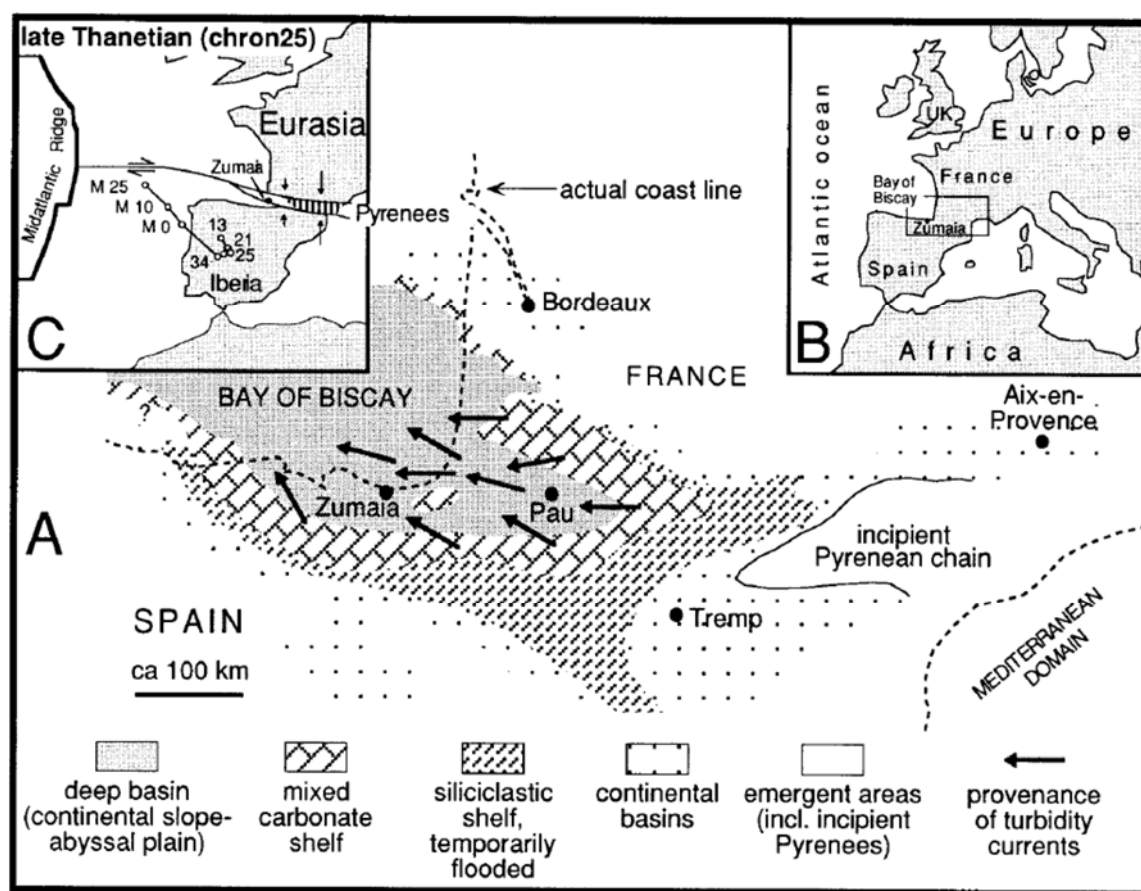 late Thanetian (chron25)
Midatlantic Ridge
Eurasia
Zumaia
M 25
M 10
M 0
Pyrenees
13
21
34
25
Iberia
C
actual coast line
Atlantic ocean
UK
Europe
France
Bay of
Biscay
Zumaia
Spain
Africa
B
Bordeaux
FRANCE
BAY OF BISCAY
Aix-en-
Provence
?
Zumaia
Pau
A
incipient
Pyrenean chain
Tremp
SPAIN
MEDITERRANEAN
DOMAIN
ca 100 km
deep basin
(continental slope-
abyssal plain)
mixed
carbonate
shelf
siliciclastic
shelf,
temporarily
flooded
continental
basins
emergent areas
(incl. incipient
Pyrenees)
provenance
of turbidity
currents